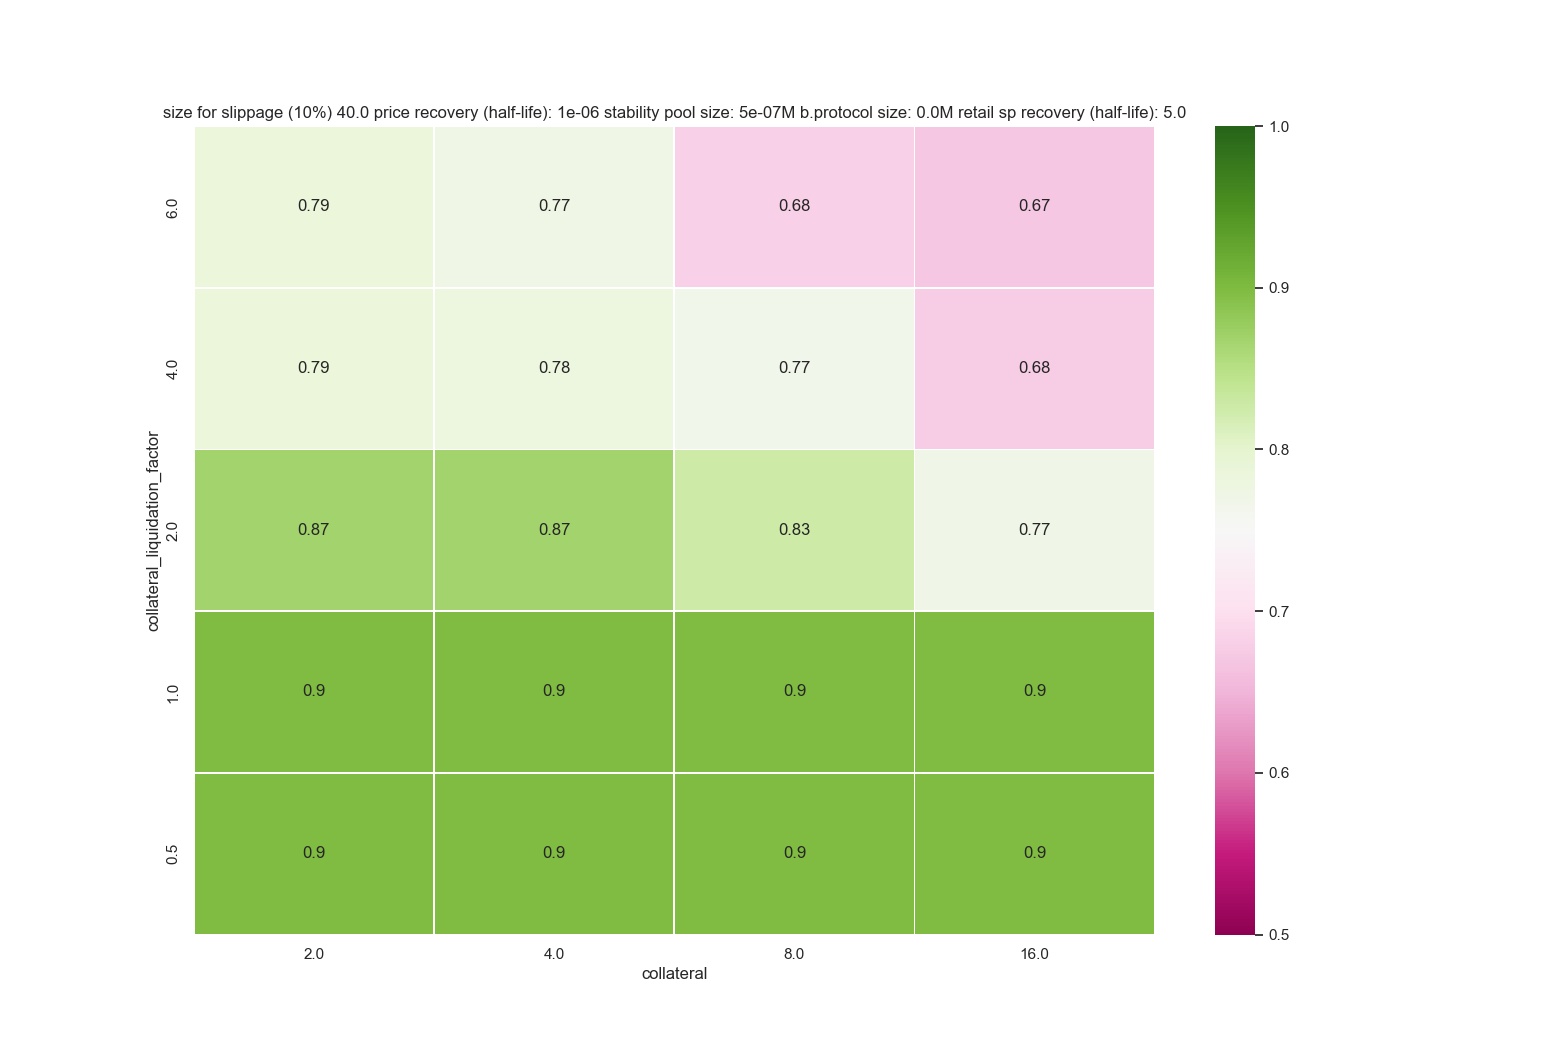 size for slippage (10%) 40.0 price recovery (half-life): 1e-06 stability pool size: 5e-07M b.protocol size: 0.0M retail sp recovery (half-life): 5.0
collateral_liquidation_factor
6.0
0.79 0.77 0.68 0.67
4.0
0.79 0.78 0.77 0.68
2.0
0.87 0.87 0.83 0.77
1.0
0.9 0.9 0.9 0.9
0.5
0.9 0.9 0.9 0.9
2.0 4.0 8.0 16.0
collateral
1.0
0.9
0.8
0.7
0.6
0.5